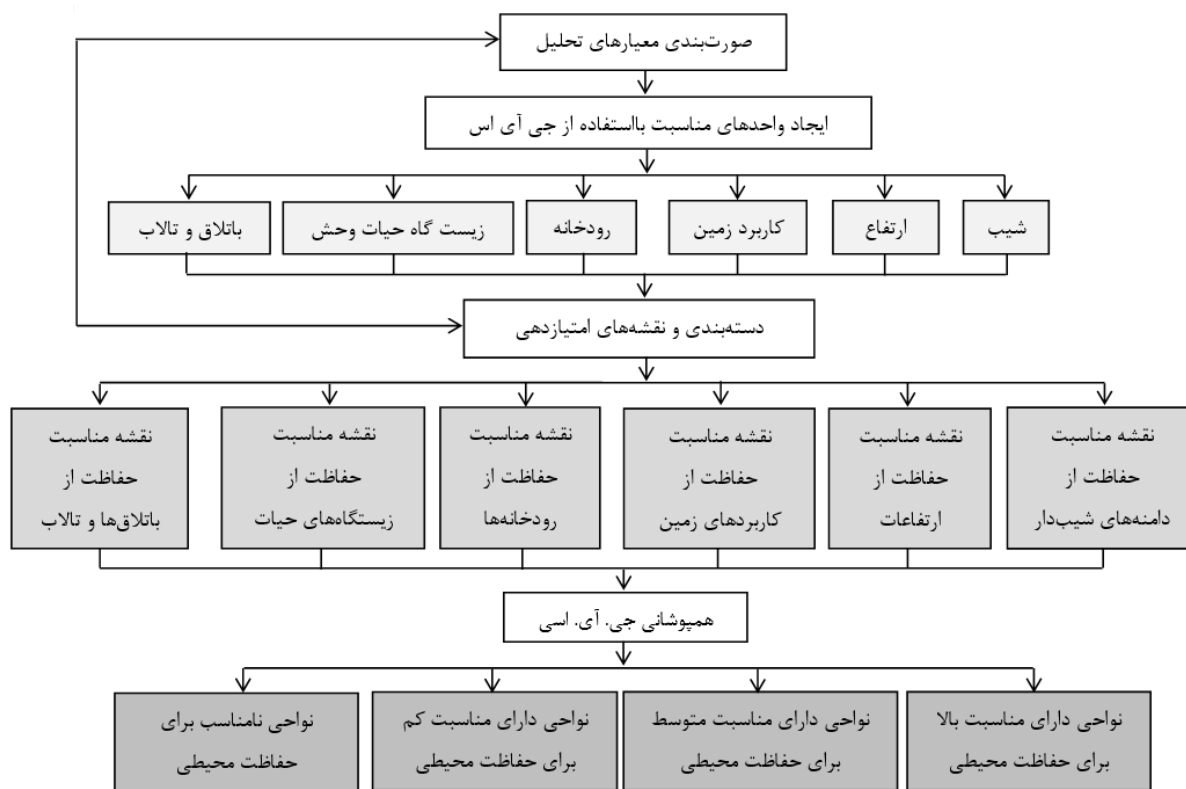 صورت‌بندی معیارهای تحلیل
ایجاد واحدهای مناسبت بااستفاده از جی آی اس
شیب
ارتفاع
کاربرد زمین
رودخانه
زیست گاه حیات وحش
باتلاق و تالاب
دسته‌بندی و نقشه‌های امتیازدهی
نقشه مناسبت
حفاظت از
دامنه‌های شیب‌دار
نقشه مناسبت
حفاظت از
ارتفاعات
نقشه مناسبت
حفاظت از
کاربردهای زمین
نقشه مناسبت
حفاظت از
رودخانه‌ها
نقشه مناسبت
حفاظت از
زیستگاه‌های حیات
نقشه مناسبت
حفاظت از
باتلاق‌ها و تالاب
همپوشانی جی. آی. اسی
نواحی دارای مناسبت بالا
برای حفاظت محیطی
نواحی دارای مناسبت متوسط
برای حفاظت محیطی
نواحی دارای مناسبت کم
برای حفاظت محیطی
نواحی نامناسب برای
حفاظت محیطی